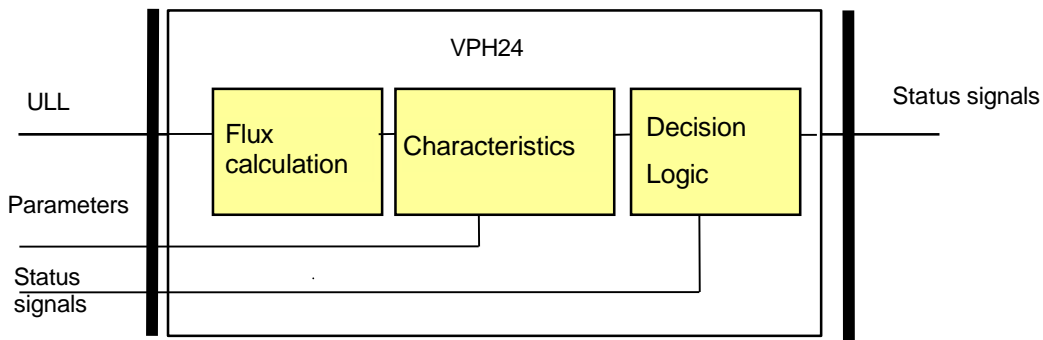 VPH24
ULL
Status signals
Flux
calculation
Characteristics
Decision
Logic
Parameters
Status
signals